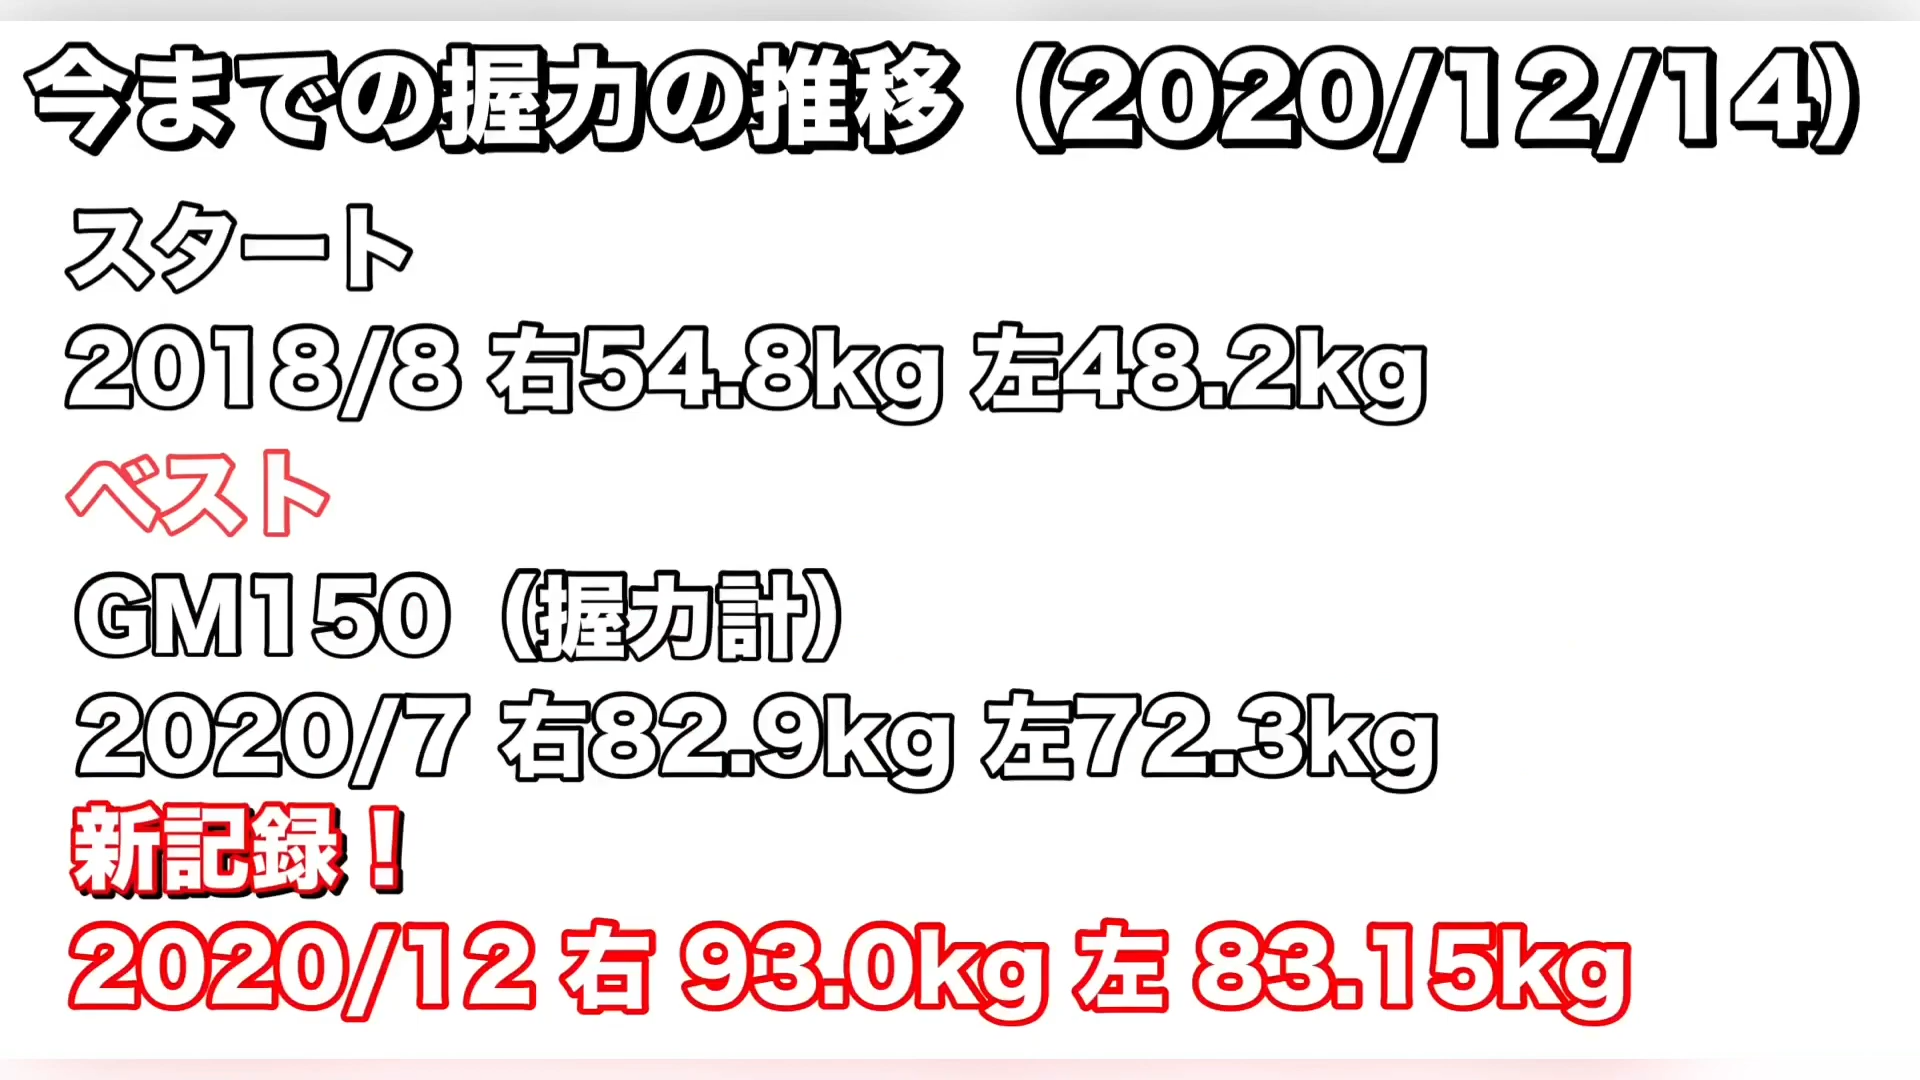 今までの握力の推移（2020/12/14）
スタート
2018/8 右54.8kg 左48.2kg
ベスト
GM150（握力計）
2020/7 右82.9kg 左72.3kg
新記録！
2020/12 右 93.0kg 左 83.15kg